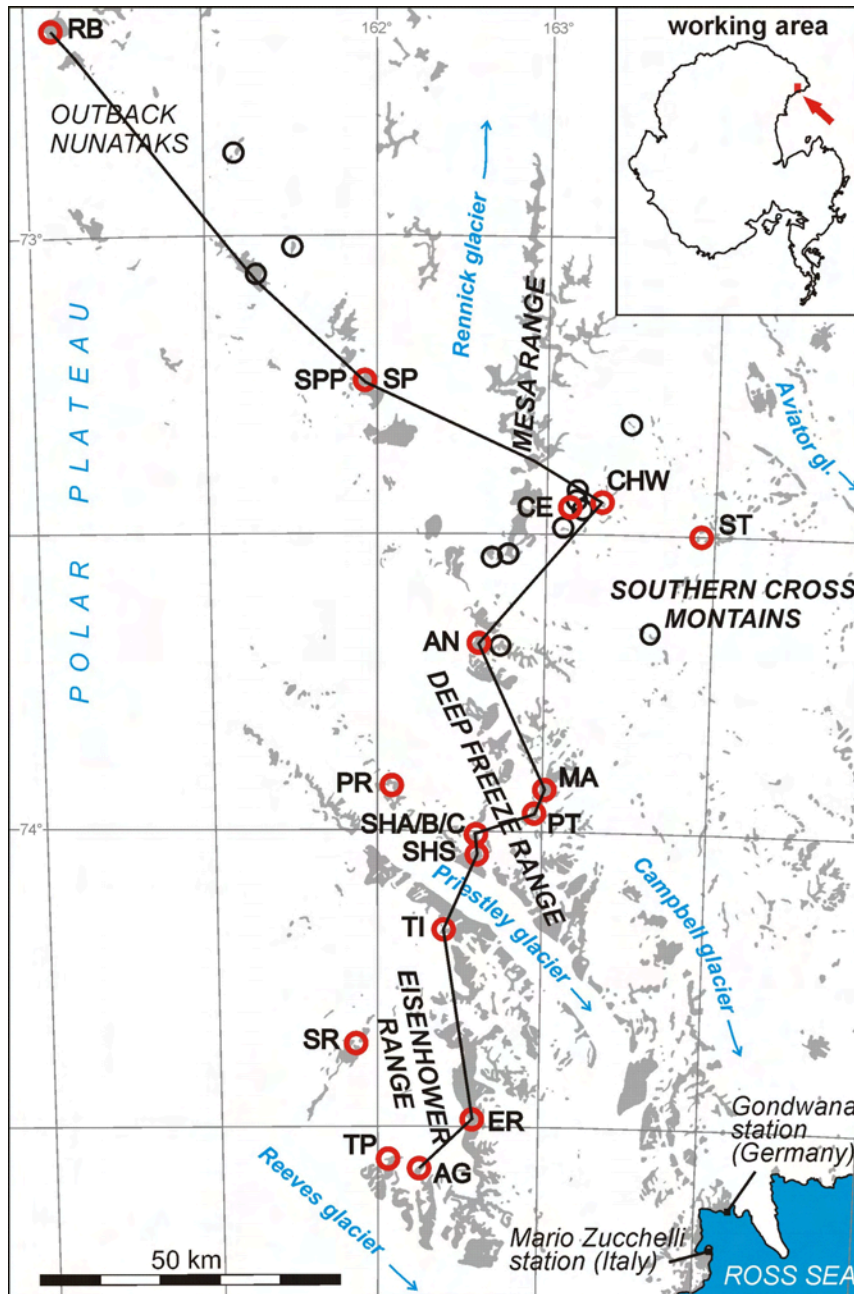 RB
162°
163°
working area
OUTBACK
NUNATAKS
73°
Rennick glacier
MESA RANGE
POLAR PLATEAU
SPP
SP
Aviator gl.
CHW
CE
ST
SOUTHERN CROSS
MONTAINS
AN
DEEP FREEZE RANGE
PR
MA
SHA/B/C
PT
74°
SHS
Priestley glacier
Campbell glacier
TI
EISENHOWER
RANGE
SR
ER
Gondwana
station
(Germany)
TP
AG
Reeves glacier
50 km
Mario Zucchelli
station (Italy)
ROSS SEA